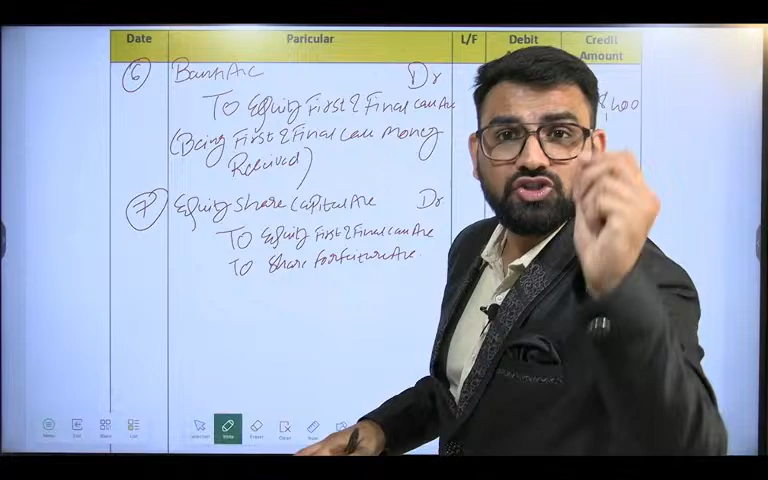 Date Particular L/F Debit Credit
Amount
6 Bank A/c Dr
To Equity First & Final Call A/c
(Being First & Final Call Money
Received)
7 Equity Share Capital A/c Dr
To Equity First & Final Call A/c
To Share Forfeiture A/c.